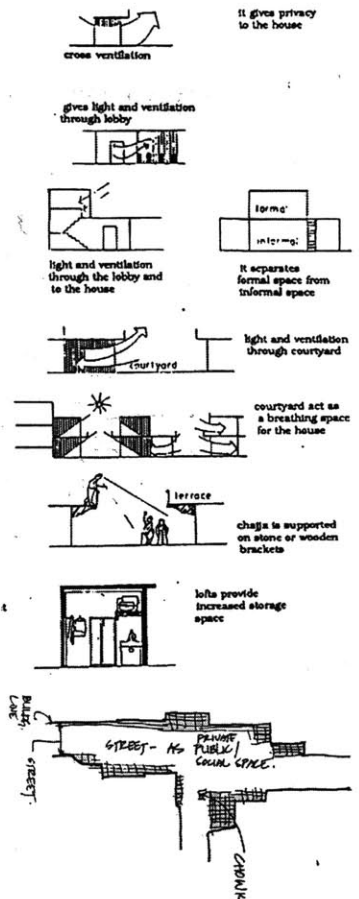 it gives privacy
to the house
cross ventilation
gives light and ventilation
through lobby
formal
informal
light and ventilation
through the lobby and
to the house
it separates
formal space from
informal space
light and ventilation
through courtyard
courtyard
courtyard act as
a breathing space
for the house
terrace
chajja is supported
on stone or wooden
brackets
t
lofts provide
increased storage
space
STREET - AS PRIVATE
PUBLIC/
SOCIAL SPACE.
LINE
STREET.
CHOWK